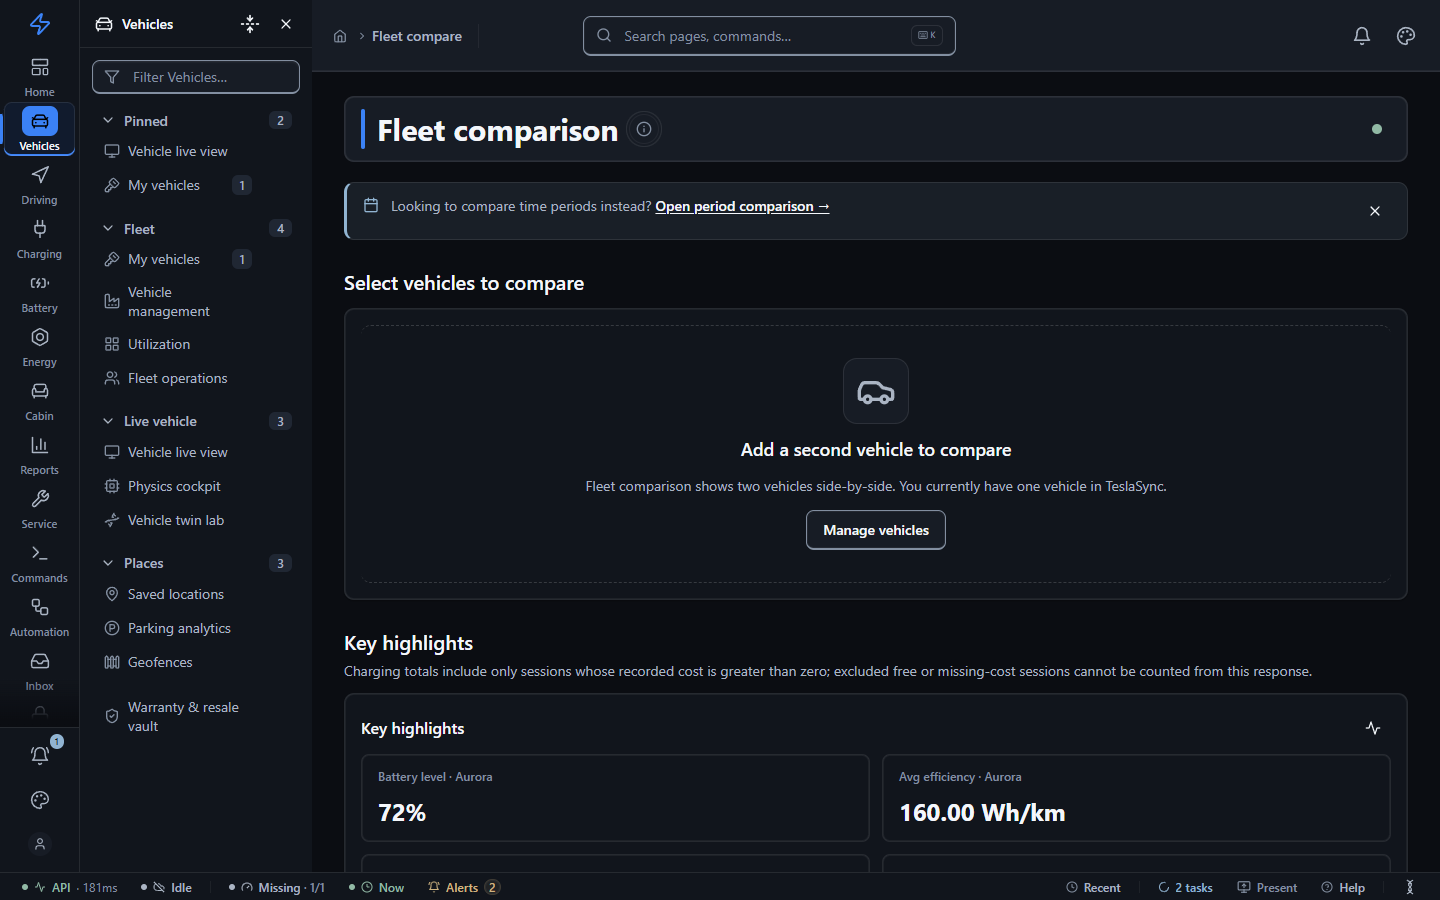 Home
Vehicles
Driving
Charging
Battery
Energy
Cabin
Reports
Service
Commands
Automation
Inbox
1
Vehicles
Filter Vehicles...
Pinned 2
Vehicle live view
My vehicles 1
Fleet 4
My vehicles 1
Vehicle
management
Utilization
Fleet operations
Live vehicle 3
Vehicle live view
Physics cockpit
Vehicle twin lab
Places 3
Saved locations
Parking analytics
Geofences
Warranty & resale
vault
Fleet compare
Search pages, commands... K
Fleet comparison
Looking to compare time periods instead? Open period comparison →
Select vehicles to compare
Add a second vehicle to compare
Fleet comparison shows two vehicles side-by-side. You currently have one vehicle in TeslaSync.
Manage vehicles
Key highlights
Charging totals include only sessions whose recorded cost is greater than zero; excluded free or missing-cost sessions cannot be counted from this response.
Key highlights
Battery level · Aurora
72%
Avg efficiency · Aurora
160.00 Wh/km
API · 181ms Idle Missing · 1/1 Now Alerts 2 Recent 2 tasks Present Help